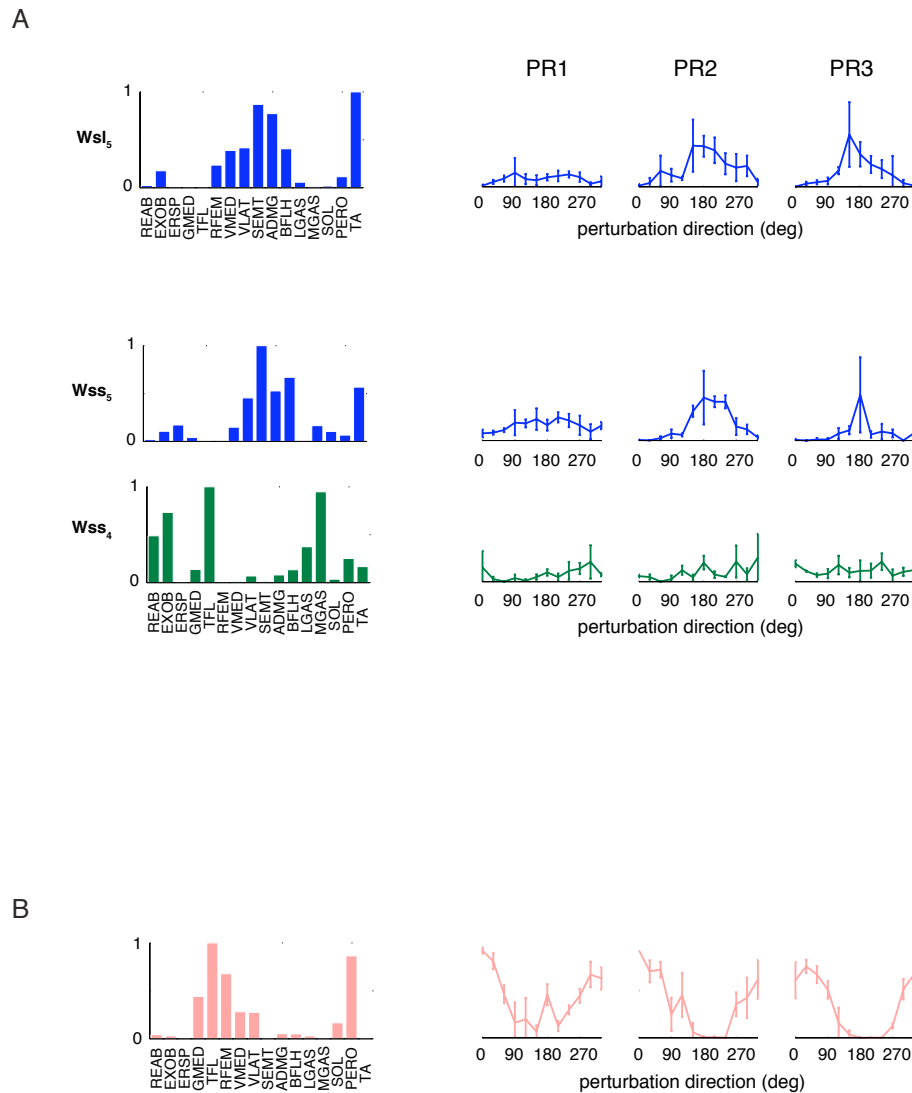 A
PR1 PR2 PR3
1
Wsl5
0
REAB EXOB ERSP GMED TFL RFEM VMED VLAT SEMT ADMG BFLH LGAS MGAS SOL PERO TA
0 90 180 270 0 90 180 270 0 90 180 270
perturbation direction (deg) perturbation direction (deg)
1
Wss5
0
0 90 180 270 0 90 180 270 0 90 180 270
1
Wss4
0
REAB EXOB ERSP GMED TFL RFEM VMED VLAT SEMT ADMG BFLH LGAS MGAS SOL PERO TA
0 90 180 270 0 90 180 270 0 90 180 270
perturbation direction (deg)
B
1
0
REAB EXOB ERSP GMED TFL RFEM VMED VLAT SEMT ADMG BFLH LGAS MGAS SOL PERO TA
0 90 180 270 0 90 180 270 0 90 180 270
perturbation direction (deg)